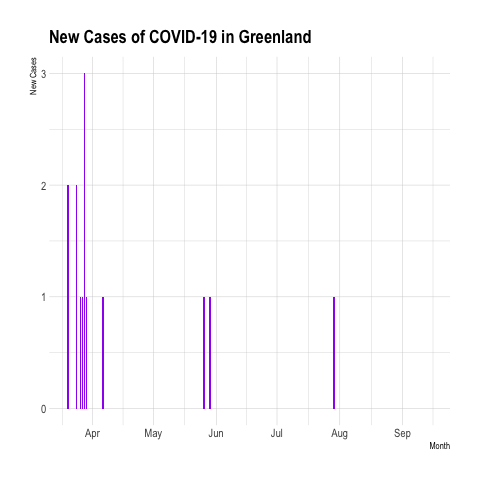 New Cases of COVID-19 in Greenland
New Cases
3
2
1
0
Apr May Jun Jul Aug Sep
Month